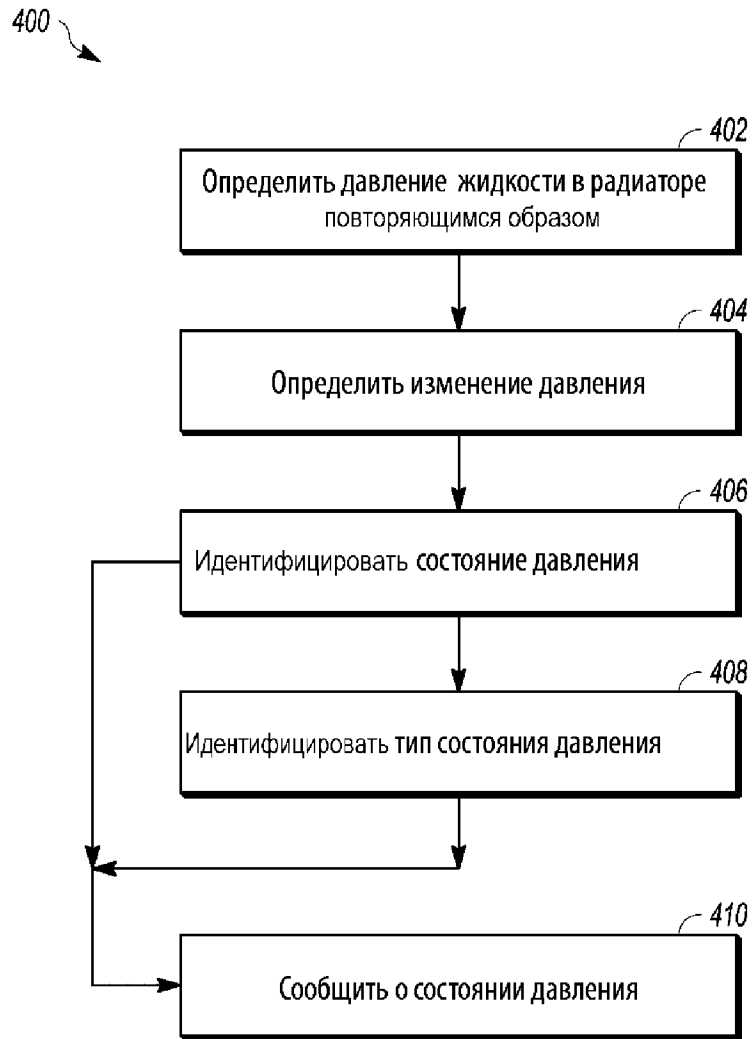 400
402
Определить давление жидкости в радиаторе
повторяющимся образом
404
Определить изменение давления
406
Идентифицировать состояние давления
408
Идентифицировать тип состояния давления
410
Сообщить о состоянии давления